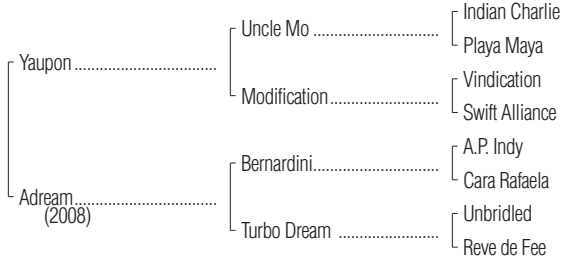 Indian Charlie
Uncle Mo
Playa Maya
Yaupon
Vindication
Modification
Swift Alliance
A.P. Indy
Bernardini
Cara Rafaela
Adream
(2008)
Unbridled
Turbo Dream
Reve de Fee